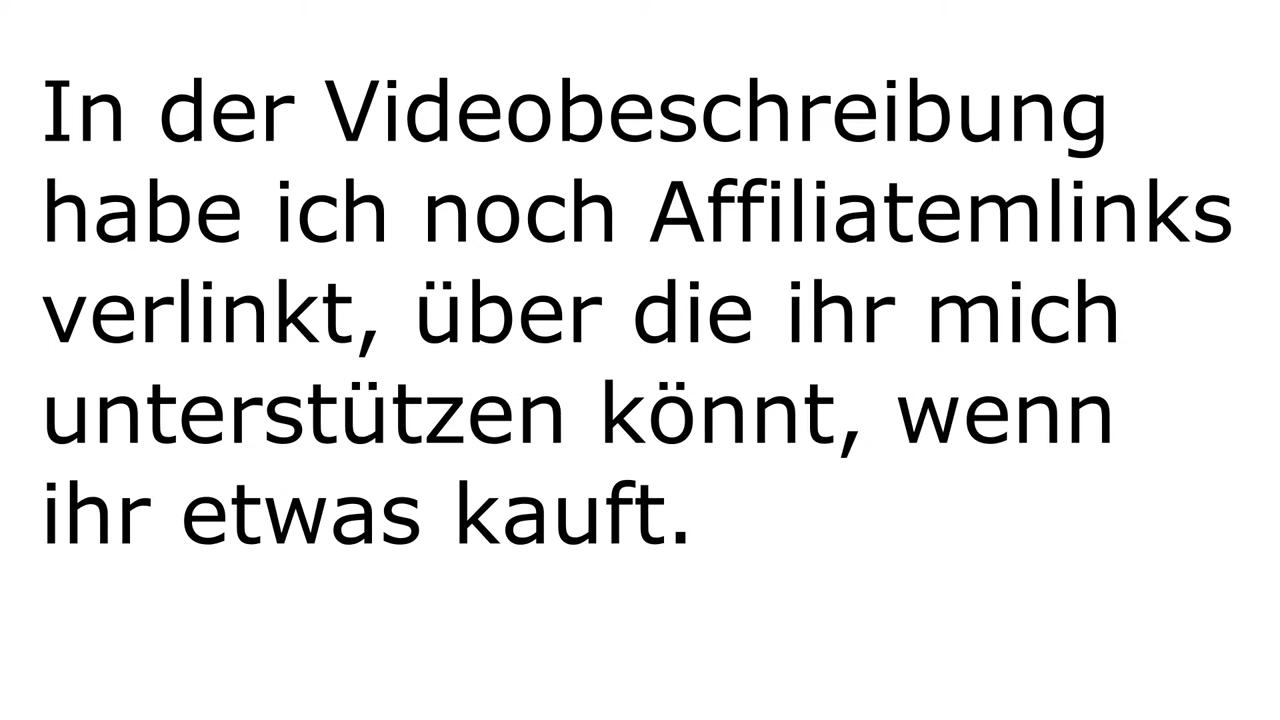 In der Videobeschreibung
habe ich noch Affiliatemlinks
verlinkt, über die ihr mich
unterstützen könnt, wenn
ihr etwas kauft.